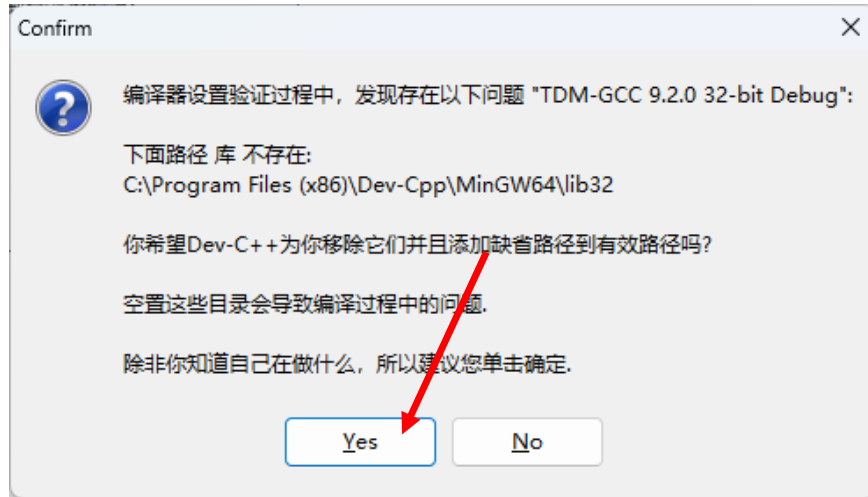 Confirm
编译器设置验证过程中，发现存在以下问题 "TDM-GCC 9.2.0 32-bit Debug":
下面路径 库 不存在:
C:\Program Files (x86)\Dev-Cpp\MinGW64\lib32
你希望Dev-C++为你移除它们并且添加缺省路径到有效路径吗?
空置这些目录会导致编译过程中的问题.
除非你知道自己在做什么，所以建议您单击确定.
Yes
No